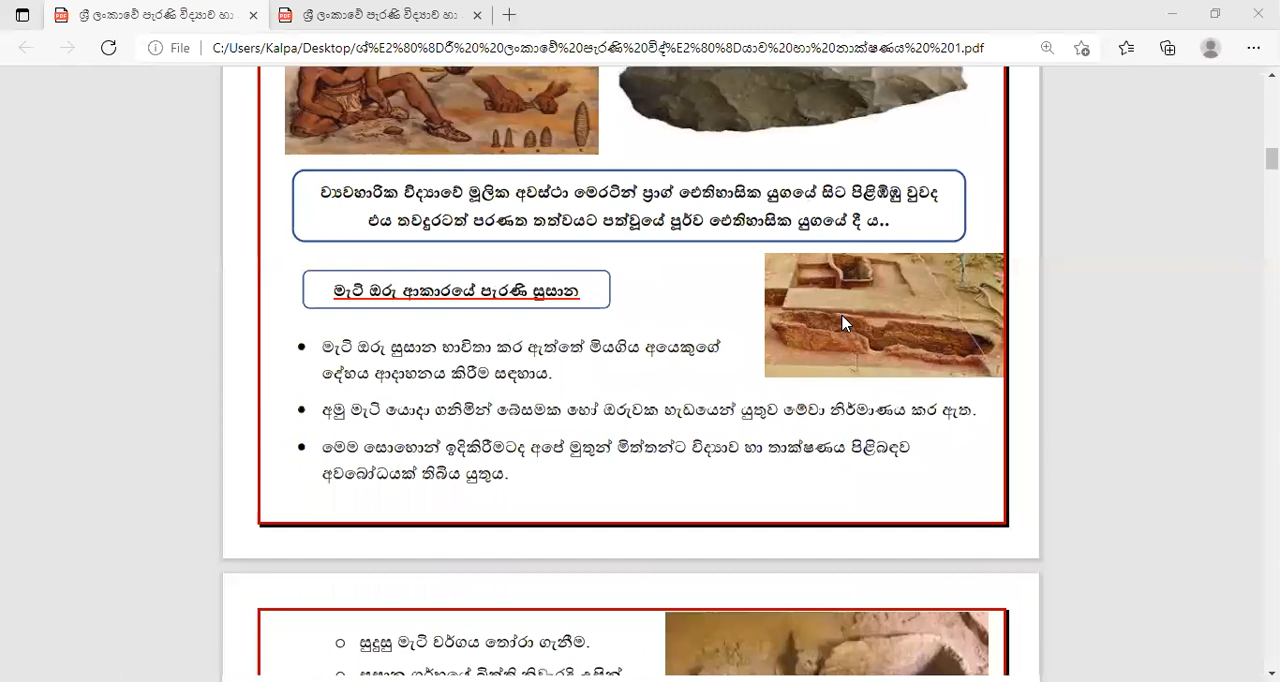 ශ්‍රී ලංකාවේ පැරණි විද්‍යාව හා
ශ්‍රී ලංකාවේ පැරණි විද්‍යාව හා
File
C:/Users/Kalpa/Desktop/ශ්%E2%80%8Dරී%20%20ලංකාවේ%20පැරණි%20විද්%E2%80%8Dයාව%20හා%20තාක්ෂණය%20%201.pdf
ව්‍යවහාරික විද්‍යාවේ මූලික අවස්ථා මෙරටින් ප්‍රාග් ඓතිහාසික යුගයේ සිට පිළිඹිඹු වුවද
එය තවදුරටත් පරණත තත්වයට පත්වූයේ පූර්ව ඓතිහාසික යුගයේ දී ය..
මැටි ඔරු ආකාරයේ පැරණි සුසාන
• මැටි ඔරු සුසාන භාවිතා කර ඇත්තේ මියගිය අයෙකුගේ
දේහය ආදාහනය කිරීම සඳහාය.
• අමු මැටි යොදා ගනිමින් බේසමක හෝ ඔරුවක හැඩයෙන් යුතුව මේවා නිර්මාණය කර ඇත.
• මෙම සොහොන් ඉදිකිරීමටද අපේ මුතුන් මිත්තන්ට විද්‍යාව හා තාක්ෂණය පිළිබඳව
අවබෝධයක් තිබිය යුතුය.
o සුදුසු මැටි වර්ගය තෝරා ගැනීම.